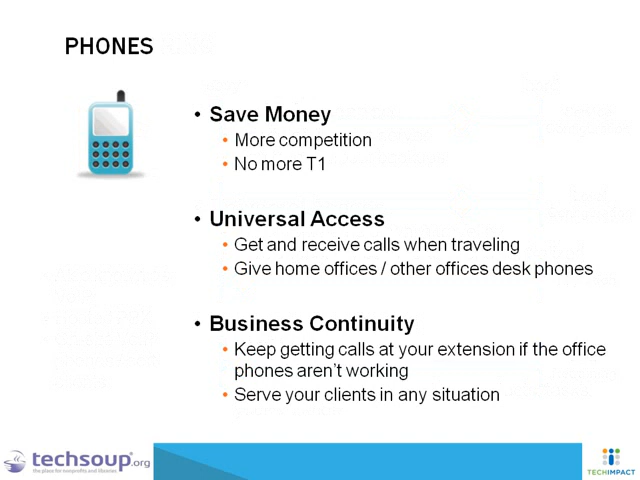 PHONES
• Save Money
• More competition
• No more T1
• Universal Access
• Get and receive calls when traveling
• Give home offices / other offices desk phones
• Business Continuity
• Keep getting calls at your extension if the office
phones aren't working
• Serve your clients in any situation
techsoup.org
the place for nonprofits and libraries
TECHIMPACT